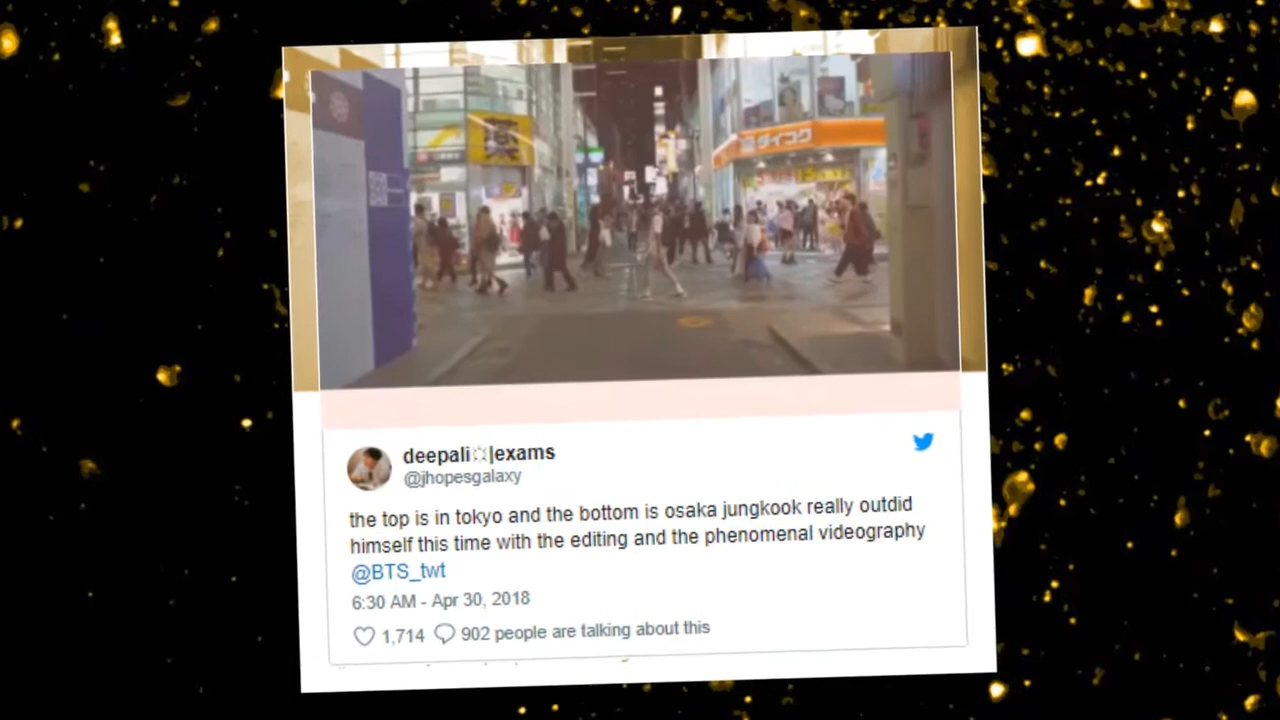 ダイコク
deepali҉|exams
@jhopesgalaxy
the top is in tokyo and the bottom is osaka jungkook really outdid
himself this time with the editing and the phenomenal videography
@BTS_twt
6:30 AM - Apr 30, 2018
1,714 902 people are talking about this